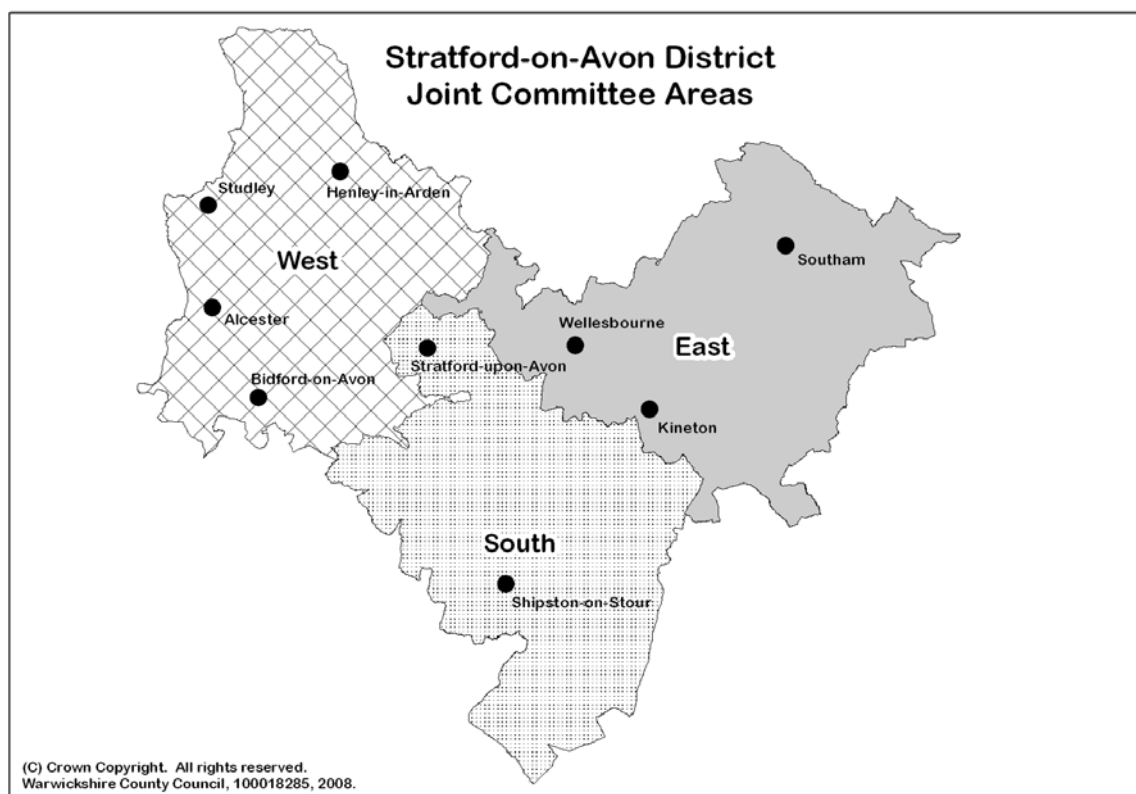 Stratford-on-Avon District
Joint Committee Areas
Studley
Henley-in-Arden
West
Southam
Alcester
Wellesbourne
East
Stratford-upon-Avon
Bidford-on-Avon
Kineton
South
Shipston-on-Stour
(C) Crown Copyright. All rights reserved.
Warwickshire County Council, 100018285, 2008.